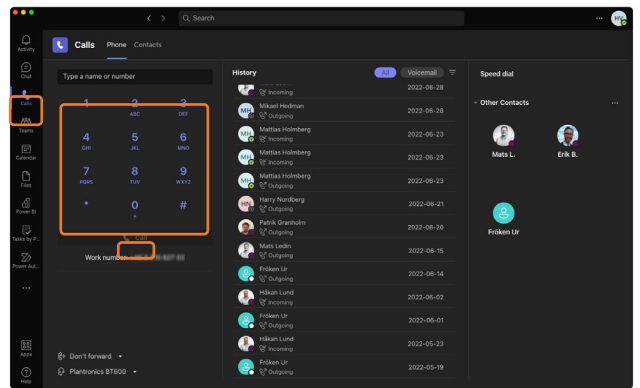 Search
HV
Activity
Chat
Calls
Teams
Calendar
Files
Power BI
Tasks by P...
Power Aut...
...
Apps
Help
Calls
Phone
Contacts
Type a name or number
1
2
ABC
3
DEF
4
GHI
5
JKL
6
MNO
7
PQRS
8
TUV
9
WXYZ
*
0
+
#
Call
Work number:
Don't forward
Plantronics BT600
History
All
Voicemail
Incoming
2022-06-28
MH
Mikael Hedman
Outgoing
2022-06-28
MH
Mattias Holmberg
Incoming
2022-06-23
MH
Mattias Holmberg
Outgoing
2022-06-23
MH
Mattias Holmberg
Outgoing
2022-06-23
HN
Harry Nordberg
Outgoing
2022-06-21
Patrik Granholm
Outgoing
2022-06-20
Mats Ledin
Outgoing
2022-06-15
Fröken Ur
Outgoing
2022-06-14
Håkan Lund
Incoming
2022-06-02
Fröken Ur
Outgoing
2022-06-01
Håkan Lund
Incoming
2022-05-23
Fröken Ur
Outgoing
2022-05-19
Speed dial
Other Contacts
...
Mats L.
Erik B.
Fröken Ur